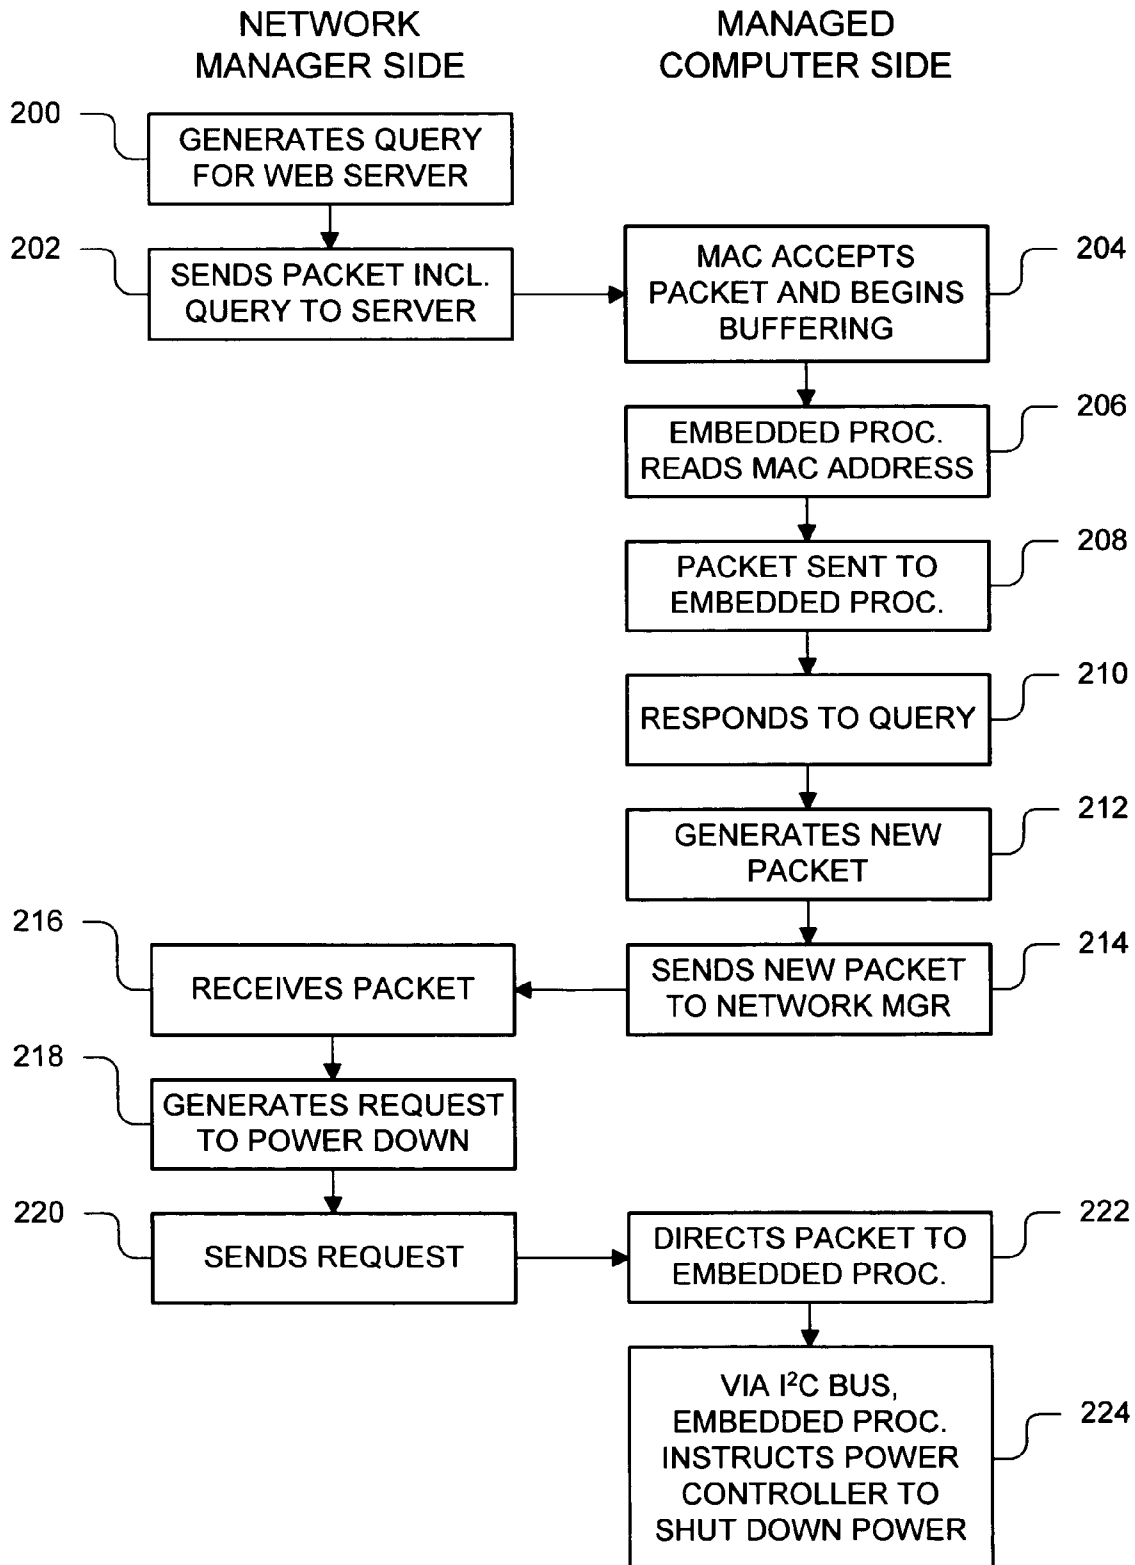 NETWORK
MANAGER SIDE
MANAGED
COMPUTER SIDE
200
GENERATES QUERY
FOR WEB SERVER
202
SENDS PACKET INCL.
QUERY TO SERVER
MAC ACCEPTS
PACKET AND BEGINS
BUFFERING
204
EMBEDDED PROC.
READS MAC ADDRESS
206
PACKET SENT TO
EMBEDDED PROC.
208
RESPONDS TO QUERY
210
GENERATES NEW
PACKET
212
SENDS NEW PACKET
TO NETWORK MGR
214
216
RECEIVES PACKET
218
GENERATES REQUEST
TO POWER DOWN
220
SENDS REQUEST
DIRECTS PACKET TO
EMBEDDED PROC.
222
VIA I²C BUS,
EMBEDDED PROC.
INSTRUCTS POWER
CONTROLLER TO
SHUT DOWN POWER
224